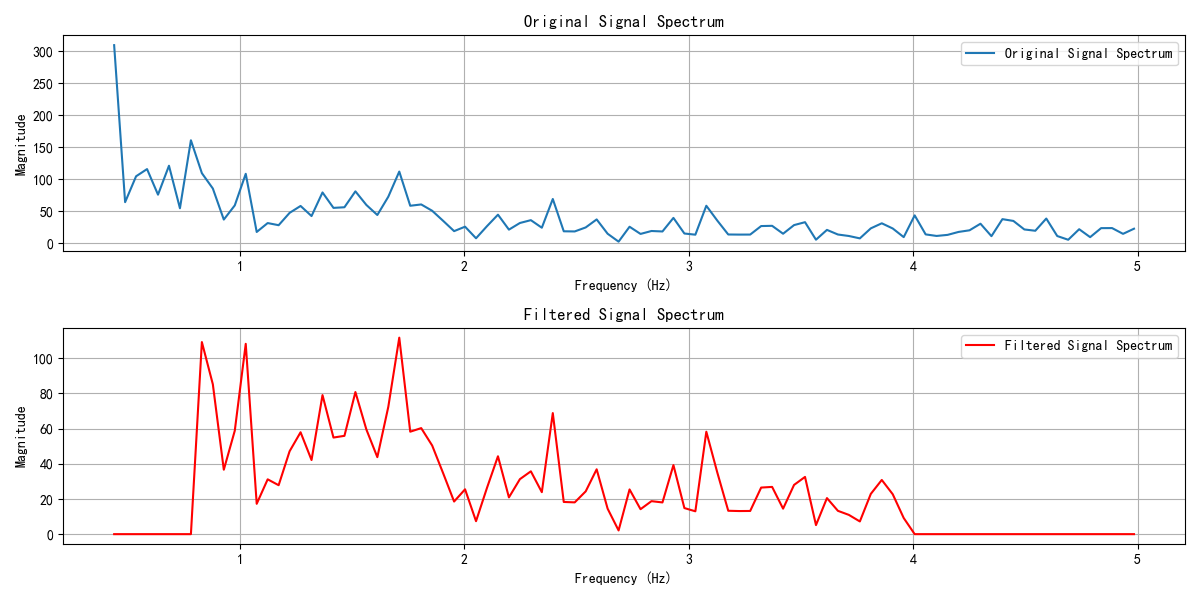 Original Signal Spectrum
300
250
200
150
100
50
0
Magnitude
Original Signal Spectrum
1 2 3 4 5
Frequency (Hz)
Filtered Signal Spectrum
100
80
60
40
20
0
Magnitude
Filtered Signal Spectrum
1 2 3 4 5
Frequency (Hz)